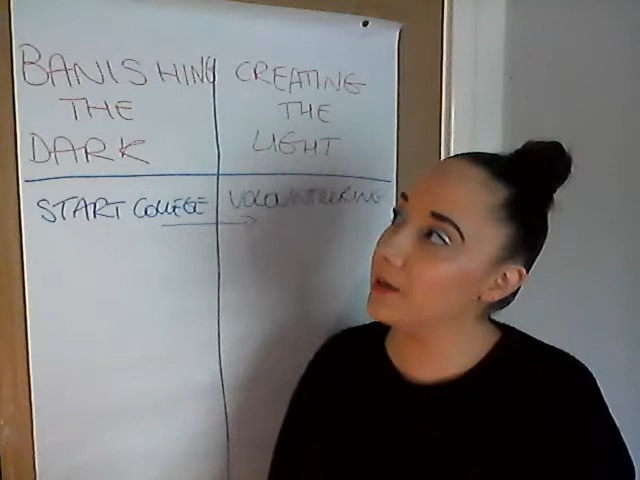 BANISHING
THE
DARK
CREATING
THE
LIGHT
START COLLEGE
VOLUNTEERING